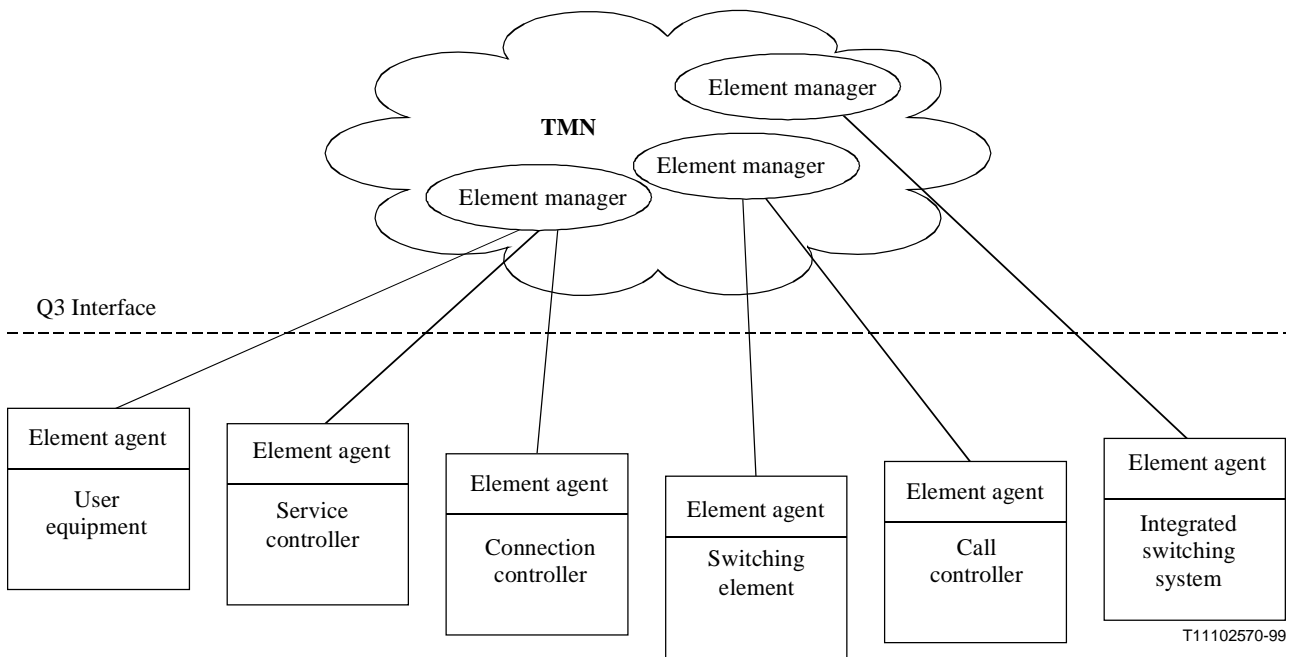 Element manager
TMN
Element manager
Element manager
Q3 Interface
Element agent
User
equipment
Element agent
Service
controller
Element agent
Connection
controller
Element agent
Switching
element
Element agent
Call
controller
Element agent
Integrated
switching
system
T11102570-99